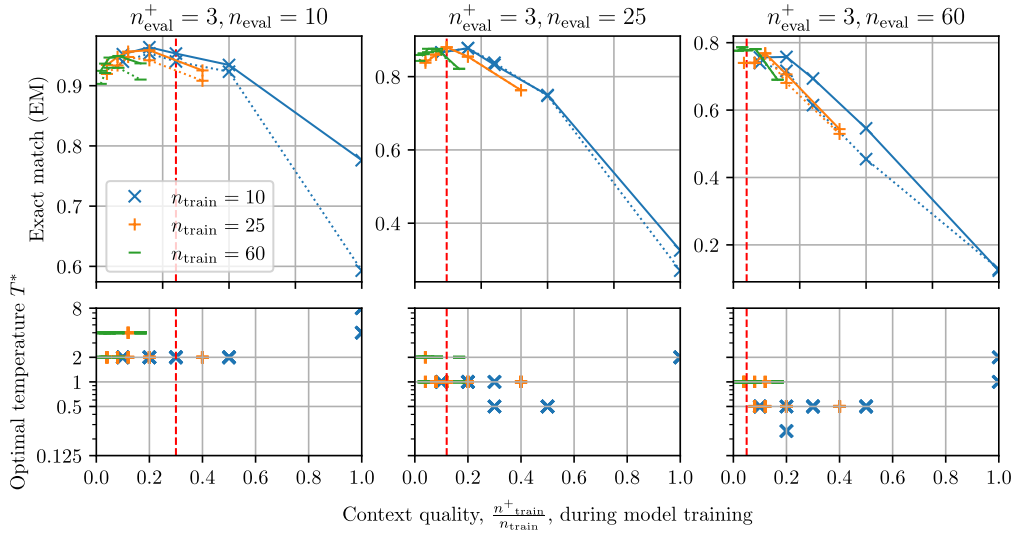 n⁺eval = 3, neval = 10
n⁺eval = 3, neval = 25
n⁺eval = 3, neval = 60
Exact match (EM)
0.9
0.8
0.7
0.6
ntrain = 10
ntrain = 25
ntrain = 60
0.8
0.6
0.4
0.8
0.6
0.4
0.2
Optimal temperature T*
8
2
1
0.5
0.125
0.0 0.2 0.4 0.6 0.8 1.0
0.0 0.2 0.4 0.6 0.8 1.0
0.0 0.2 0.4 0.6 0.8 1.0
Context quality, n⁺train/ntrain, during model training